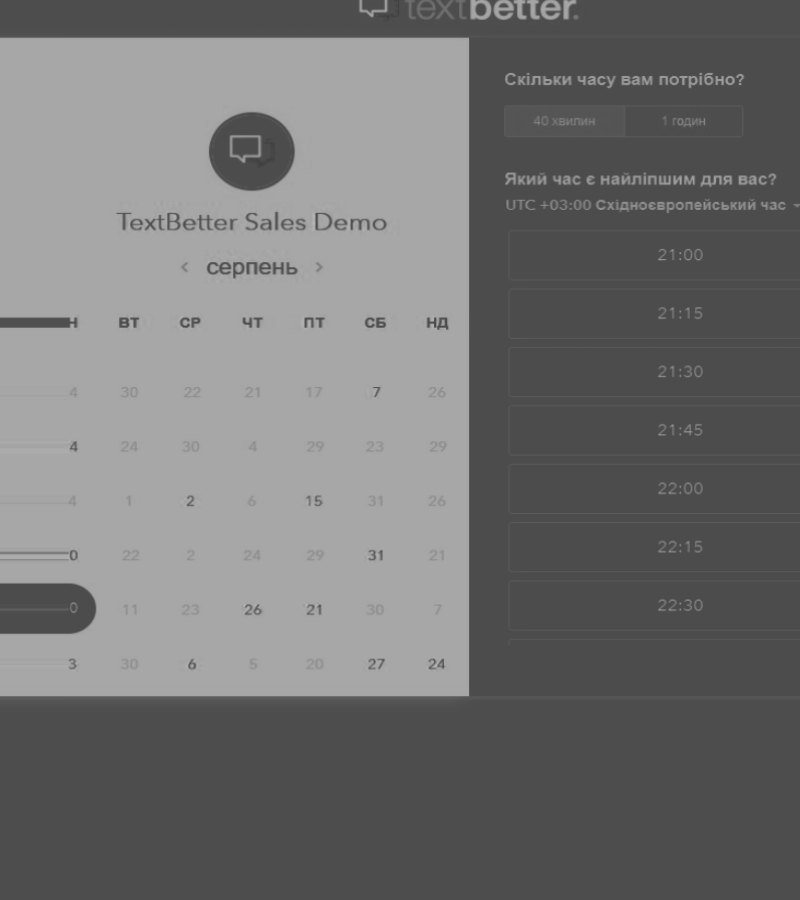 textbetter.
TextBetter Sales Demo
‹ серпень ›
Н ВТ СР ЧТ ПТ СБ НД
4 30 22 21 17 7 26
4 24 30 4 29 23 29
4 1 2 6 15 31 26
0 22 2 24 29 31 21
0 11 23 26 21 30 7
3 30 6 5 20 27 24
Скільки часу вам потрібно?
40 хвилин 1 годин
Який час є найліпшим для вас?
UTC +03:00 Східноєвропейський час
21:00
21:15
21:30
21:45
22:00
22:15
22:30